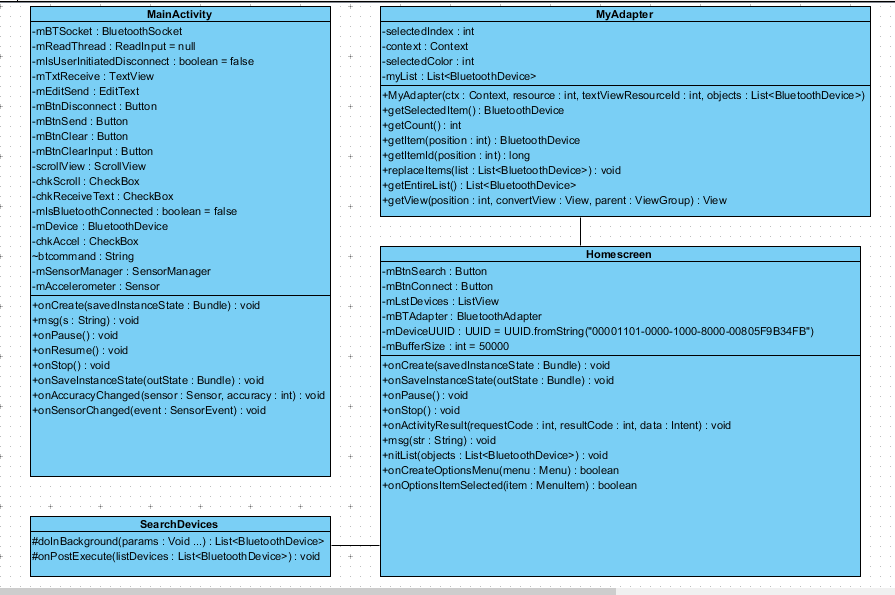 MainActivity
-mBTSocket : BluetoothSocket
-mReadThread : ReadInput = null
-mIsUserInitiatedDisconnect : boolean = false
-mTxtReceive : TextView
-mEditSend : EditText
-mBtnDisconnect : Button
-mBtnSend : Button
-mBtnClear : Button
-mBtnClearInput : Button
-scrollView : ScrollView
-chkScroll : CheckBox
-chkReceiveText : CheckBox
-mIsBluetoothConnected : boolean = false
-mDevice : BluetoothDevice
-chkAccel : CheckBox
~btcommand : String
-mSensorManager : SensorManager
-mAccelerometer : Sensor
+onCreate(savedInstanceState : Bundle) : void
+msg(s : String) : void
+onPause() : void
+onResume() : void
+onStop() : void
+onSaveInstanceState(outState : Bundle) : void
+onAccuracyChanged(sensor : Sensor, accuracy : int) : void
+onSensorChanged(event : SensorEvent) : void
MyAdapter
-selectedIndex : int
-context : Context
-selectedColor : int
-myList : List<BluetoothDevice>
+MyAdapter(ctx : Context, resource : int, textViewResourceId : int, objects : List<BluetoothDevice>)
+getSelectedItem() : BluetoothDevice
+getCount() : int
+getItem(position : int) : BluetoothDevice
+getItemId(position : int) : long
+replaceItems(list : List<BluetoothDevice>) : void
+getEntireList() : List<BluetoothDevice>
+getView(position : int, convertView : View, parent : ViewGroup) : View
Homescreen
-mBtnSearch : Button
-mBtnConnect : Button
-mLstDevices : ListView
-mBTAdapter : BluetoothAdapter
-mDeviceUUID : UUID = UUID.fromString("00001101-0000-1000-8000-00805F9B34FB")
-mBufferSize : int = 50000
+onCreate(savedInstanceState : Bundle) : void
+onSaveInstanceState(outState : Bundle) : void
+onPause() : void
+onStop() : void
+onActivityResult(requestCode : int, resultCode : int, data : Intent) : void
+msg(str : String) : void
+nitList(objects : List<BluetoothDevice>) : void
+onCreateOptionsMenu(menu : Menu) : boolean
+onOptionsItemSelected(item : MenuItem) : boolean
SearchDevices
#doInBackground(params : Void ...) : List<BluetoothDevice>
#onPostExecute(listDevices : List<BluetoothDevice>) : void